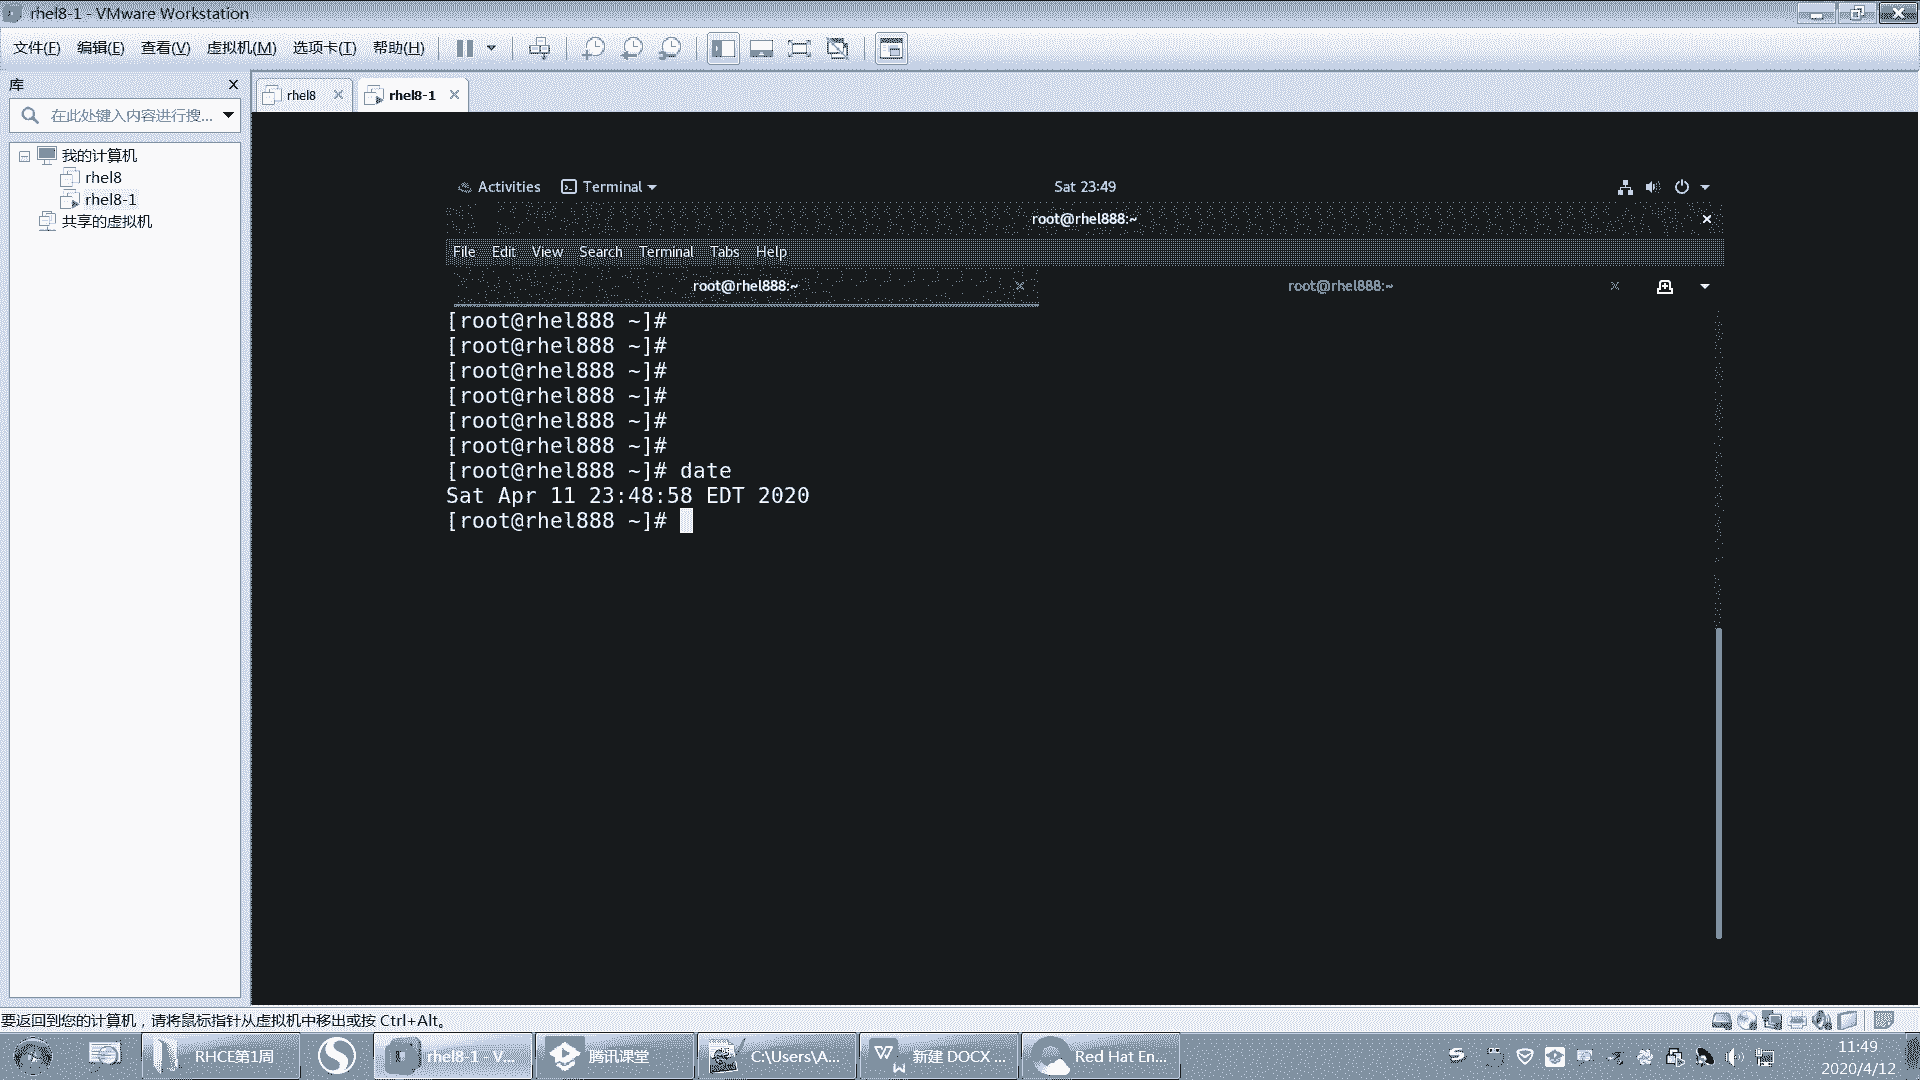 rhel8-1 - VMware Workstation
文件(F) 编辑(E) 查看(V) 虚拟机(M) 选项卡(T) 帮助(H)
库
在此处键入内容进行搜...
我的计算机
rhel8
rhel8-1
共享的虚拟机
rhel8 rhel8-1
Activities Terminal Sat 23:49
root@rhel888:~
File Edit View Search Terminal Tabs Help
root@rhel888:~ root@rhel888:~
[root@rhel888 ~]#
[root@rhel888 ~]#
[root@rhel888 ~]#
[root@rhel888 ~]#
[root@rhel888 ~]#
[root@rhel888 ~]#
[root@rhel888 ~]# date
Sat Apr 11 23:48:58 EDT 2020
[root@rhel888 ~]#
要返回到您的计算机，请将鼠标指针从虚拟机中移出或按 Ctrl+Alt。
RHCE第1周 rhel8-1 - V... 腾讯课堂 C:\Users\A... 新建 DOCX ... Red Hat En...
11:49
2020/4/12